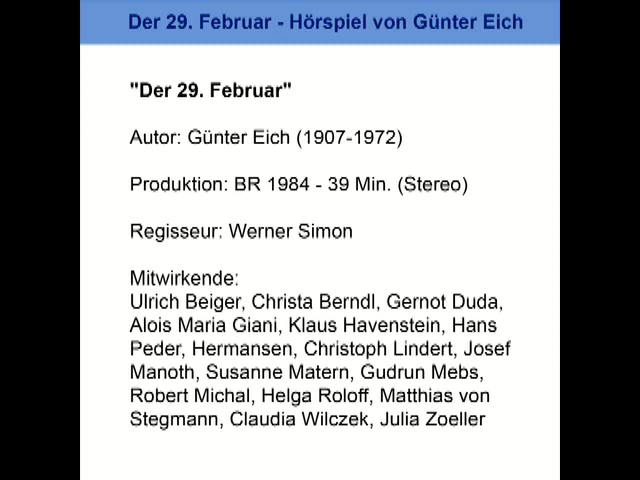 Der 29. Februar - Hörspiel von Günter Eich
"Der 29. Februar"
Autor: Günter Eich (1907-1972)
Produktion: BR 1984 - 39 Min. (Stereo)
Regisseur: Werner Simon
Mitwirkende:
Ulrich Beiger, Christa Berndl, Gernot Duda,
Alois Maria Giani, Klaus Havenstein, Hans
Peder, Hermansen, Christoph Lindert, Josef
Manoth, Susanne Matern, Gudrun Mebs,
Robert Michal, Helga Roloff, Matthias von
Stegmann, Claudia Wilczek, Julia Zoeller